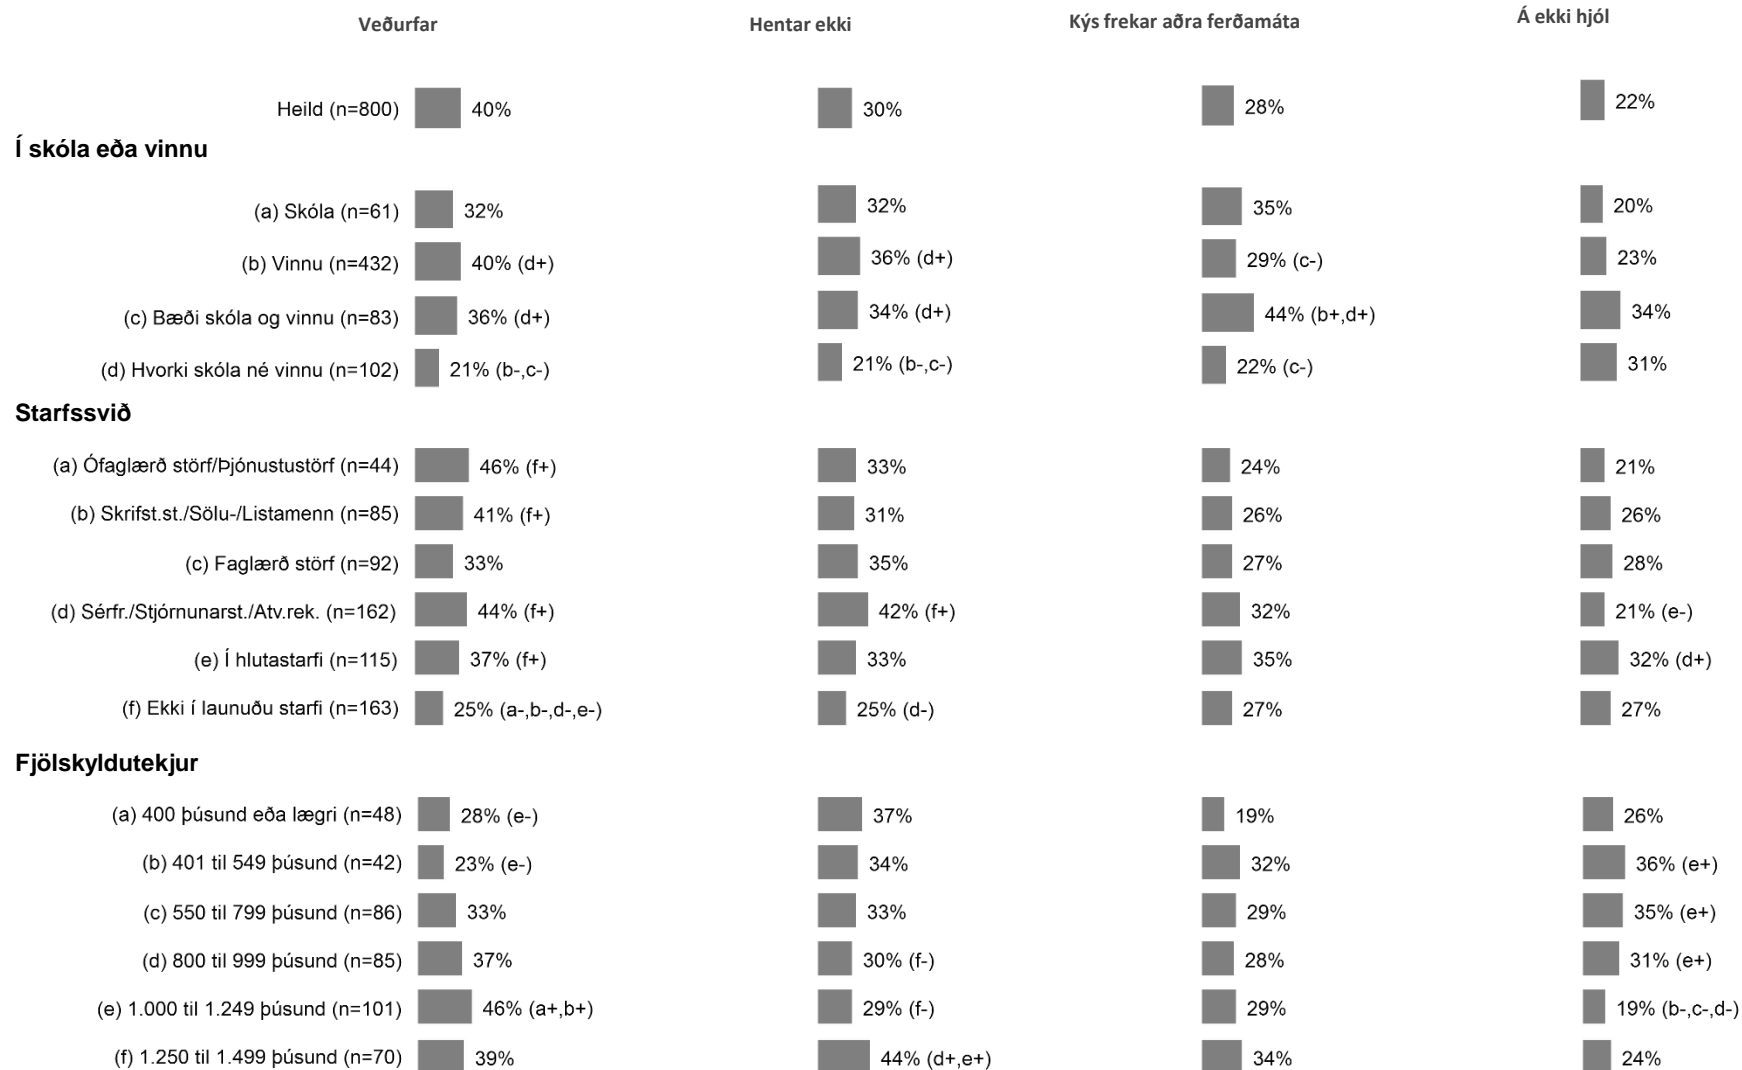 Veðurfar Hentar ekki Kýs frekar aðra ferðamáta Á ekki hjól
Heild (n=800) 40% 30% 28% 22%
Í skóla eða vinnu
(a) Skóla (n=61) 32% 32% 35% 20%
(b) Vinnu (n=432) 40% (d+) 36% (d+) 29% (c-) 23%
(c) Bæði skóla og vinnu (n=83) 36% (d+) 34% (d+) 44% (b+,d+) 34%
(d) Hvorki skóla né vinnu (n=102) 21% (b-,c-) 21% (b-,c-) 22% (c-) 31%
Starfssvið
(a) Ófaglærð störf/Þjónustustörf (n=44) 46% (f+) 33% 24% 21%
(b) Skrifst.st./Sölu-/Listamenn (n=85) 41% (f+) 31% 26% 26%
(c) Faglærð störf (n=92) 33% 35% 27% 28%
(d) Sérfr./Stjórnunarst./Atv.rek. (n=162) 44% (f+) 42% (f+) 32% 21% (e-)
(e) Í hlutastarfi (n=115) 37% (f+) 33% 35% 32% (d+)
(f) Ekki í launuðu starfi (n=163) 25% (a-,b-,d-,e-) 25% (d-) 27% 27%
Fjölskyldutekjur
(a) 400 þúsund eða lægri (n=48) 28% (e-) 37% 19% 26%
(b) 401 til 549 þúsund (n=42) 23% (e-) 34% 32% 36% (e+)
(c) 550 til 799 þúsund (n=86) 33% 33% 29% 35% (e+)
(d) 800 til 999 þúsund (n=85) 37% 30% (f-) 28% 31% (e+)
(e) 1.000 til 1.249 þúsund (n=101) 46% (a+,b+) 29% (f-) 29% 19% (b-,c-,d-)
(f) 1.250 til 1.499 þúsund (n=70) 39% 44% (d+,e+) 34% 24%